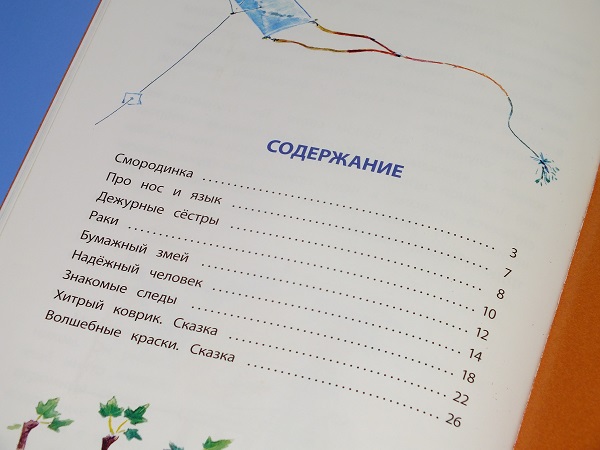 СОДЕРЖАНИЕ
Смородинка 3
Про нос и язык 7
Дежурные сёстры 8
Раки 10
Бумажный змей 12
Надёжный человек 14
Знакомые следы 18
Хитрый коврик. Сказка 22
Волшебные краски. Сказка 26